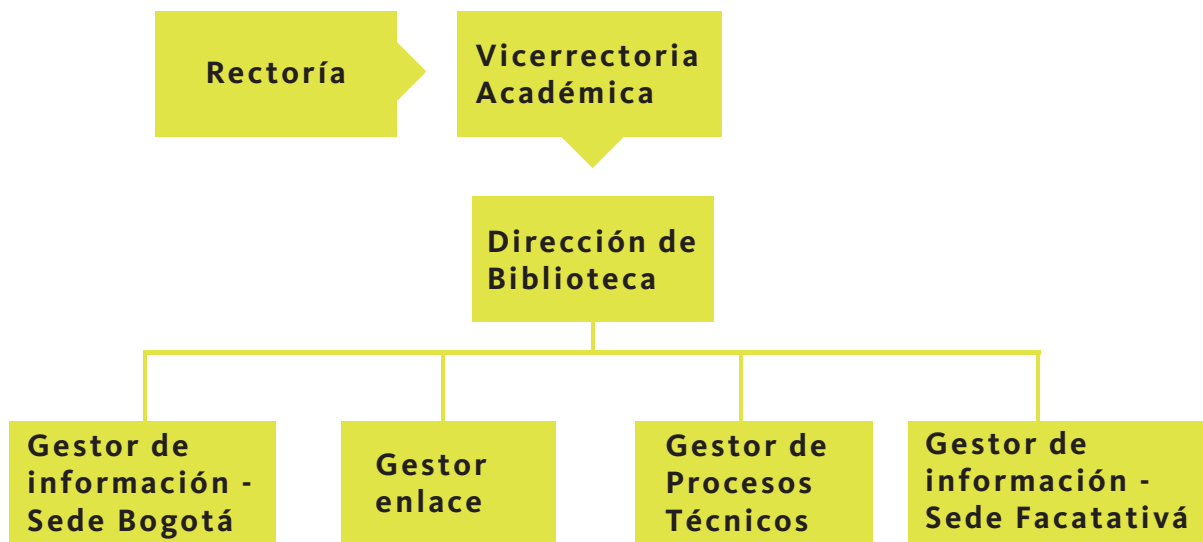 Rectoría
Vicerrectoria
Académica
Dirección de
Biblioteca
Gestor de
información -
Sede Bogotá
Gestor
enlace
Gestor de
Procesos
Técnicos
Gestor de
información -
Sede Facatativá